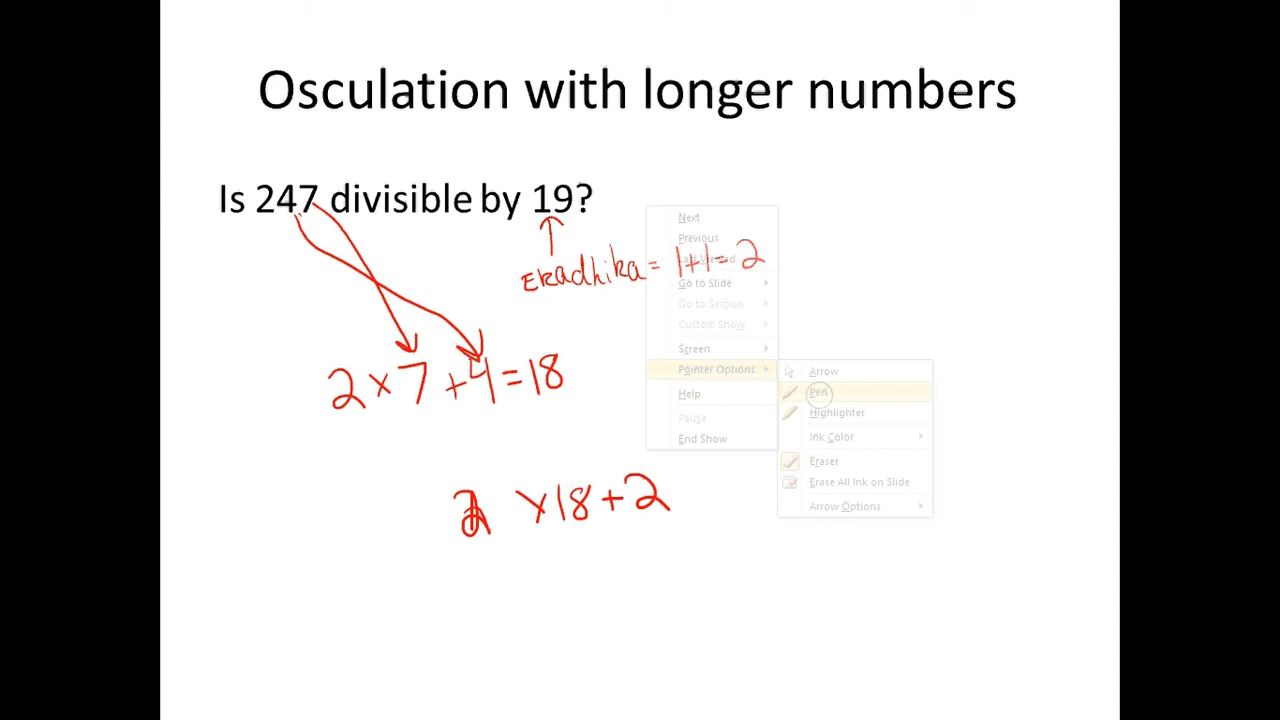 Osculation with longer numbers
Is 247 divisible by 19?
Ekadhika = 1+1=2
2×7+4=18
×18+2
Next
Previous
Last Viewed
Go to Slide
Go to Section
Custom Show
Screen
Pointer Options
Help
Pause
End Show
Arrow
Pen
Highlighter
Ink Color
Eraser
Erase All Ink on Slide
Arrow Options